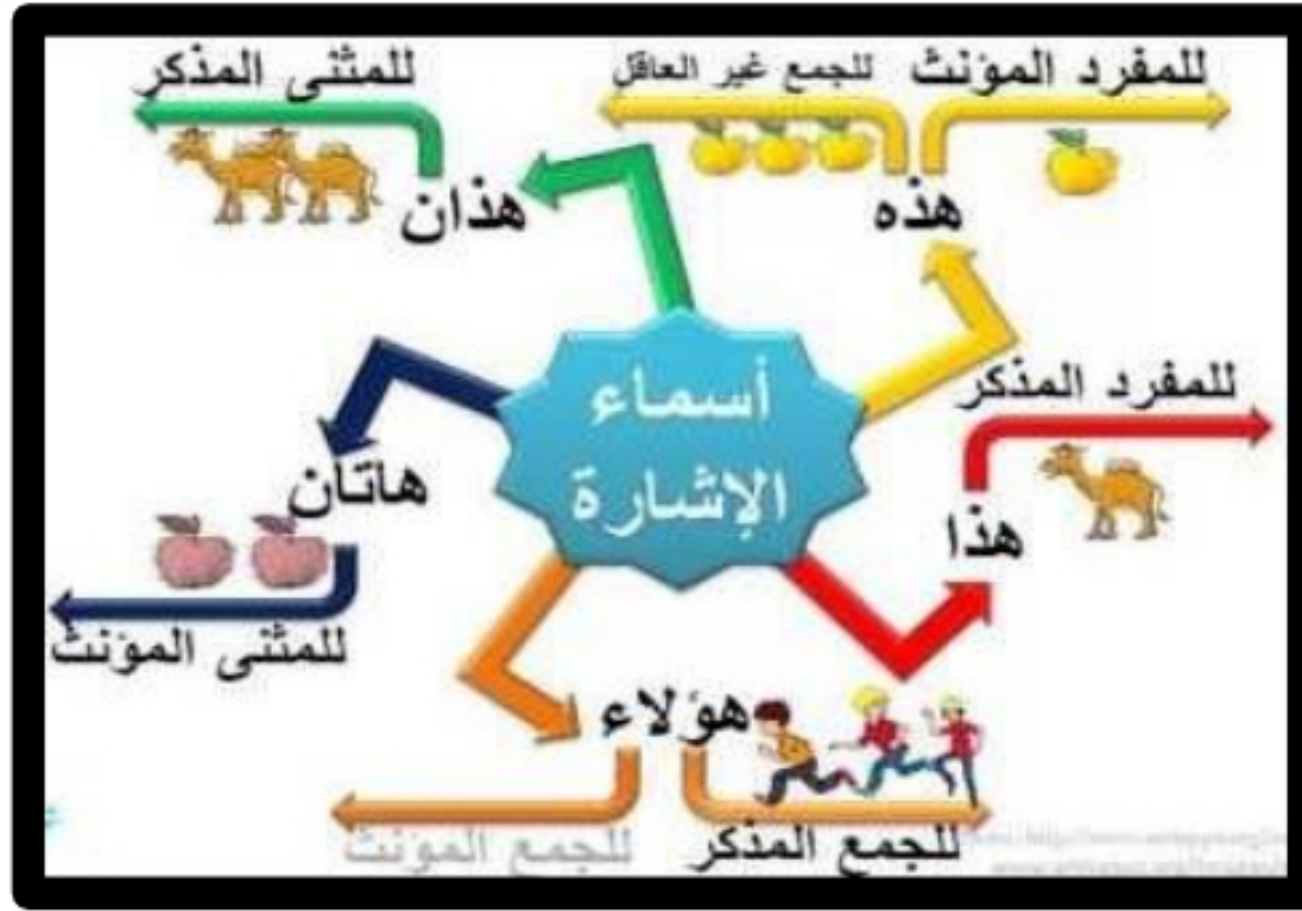 للمفرد المؤنث
للجمع غير العاقل
للمثنى المذكر
هذه
هذان
للمفرد المذكر
أسماء
الإشارة
هاتان
هذا
للمثنى المؤنث
هؤلاء
للجمع المذكر
للجمع المؤنث